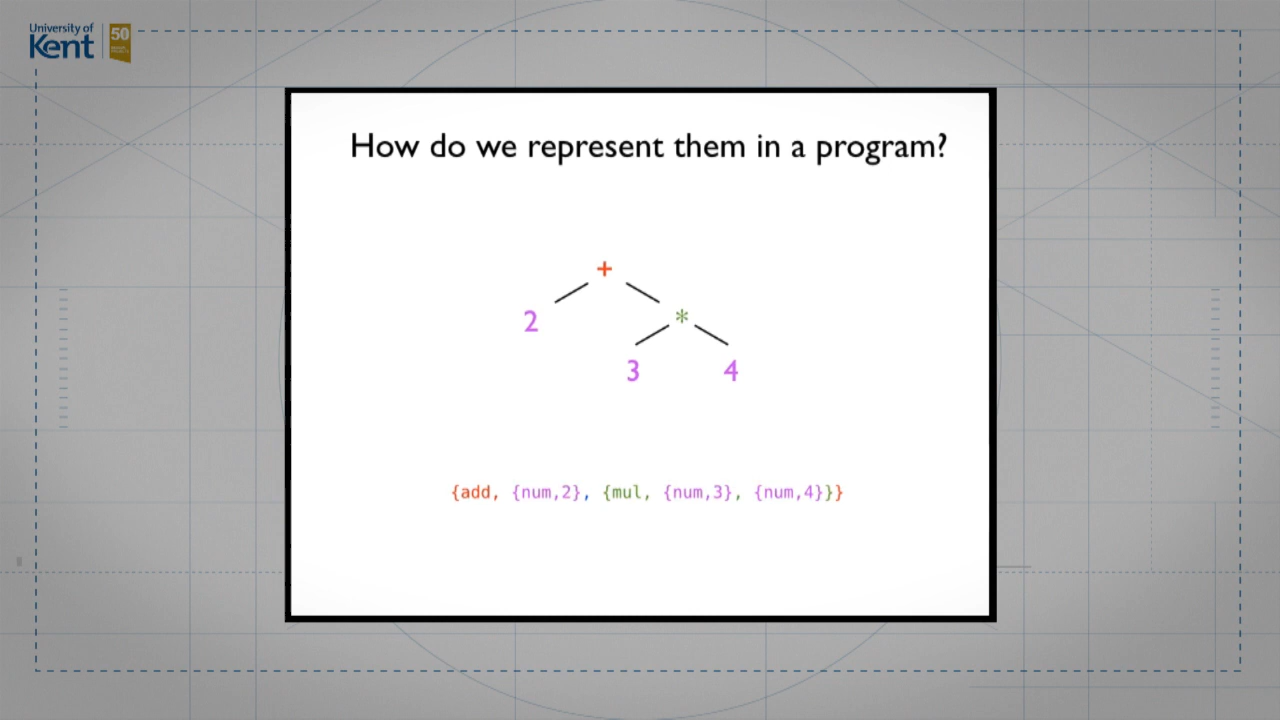 University of
Kent
50
How do we represent them in a program?
+
2
*
3 4
{add, {num,2}, {mul, {num,3}, {num,4}}}